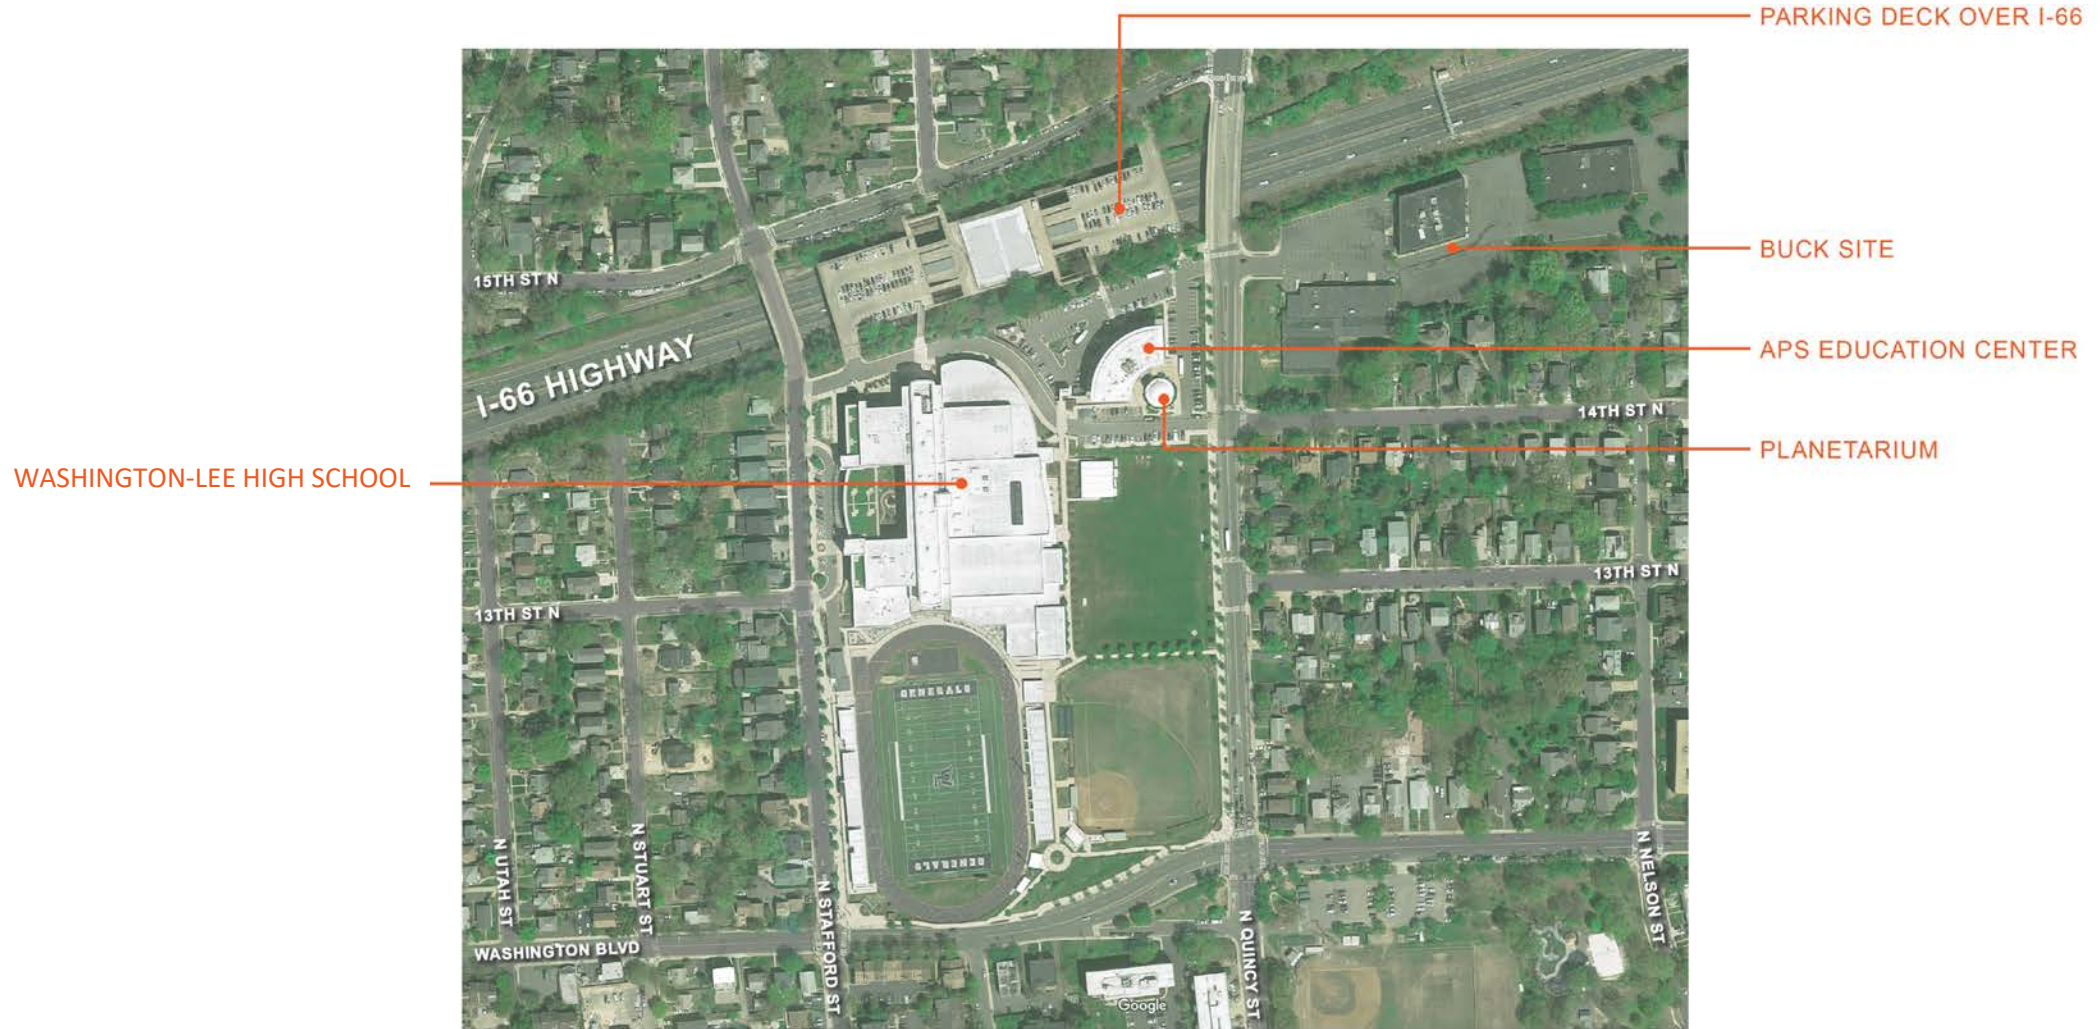 PARKING DECK OVER I-66
BUCK SITE
15TH ST N
I-66 HIGHWAY
APS EDUCATION CENTER
14TH ST N
PLANETARIUM
WASHINGTON-LEE HIGH SCHOOL
13TH ST N
13TH ST N
GENERALS
WL
GENERALS
N UTAH ST
N STUART ST
N STAFFORD ST
N QUINCY ST
N NELSON ST
WASHINGTON BLVD
Google